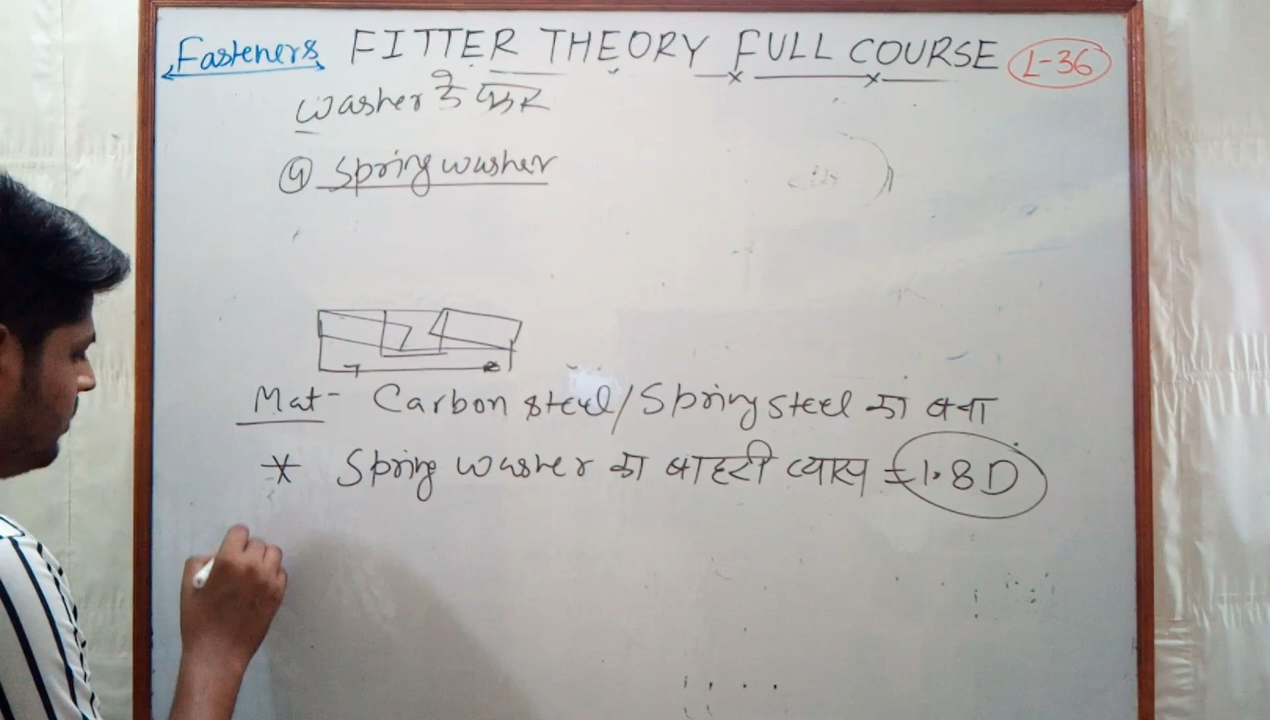 Fasteners FITTER THEORY FULL COURSE L-36
Washer के प्रकार
④ Spring washer
Mat- Carbon steel/Spring steel का बना
* Spring washer का बाहरी व्यास = 1.8D